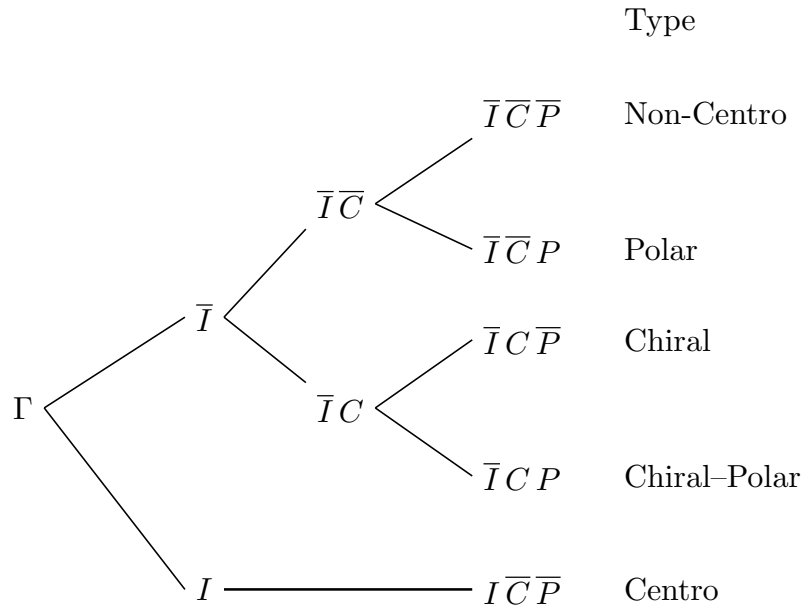 Type
I̅ C̅ P̅ Non-Centro
I̅ C̅
I̅ C̅ P Polar
I̅
I̅ C P̅ Chiral
Γ
I̅ C
I̅ C P Chiral–Polar
I
I C̅ P̅ Centro